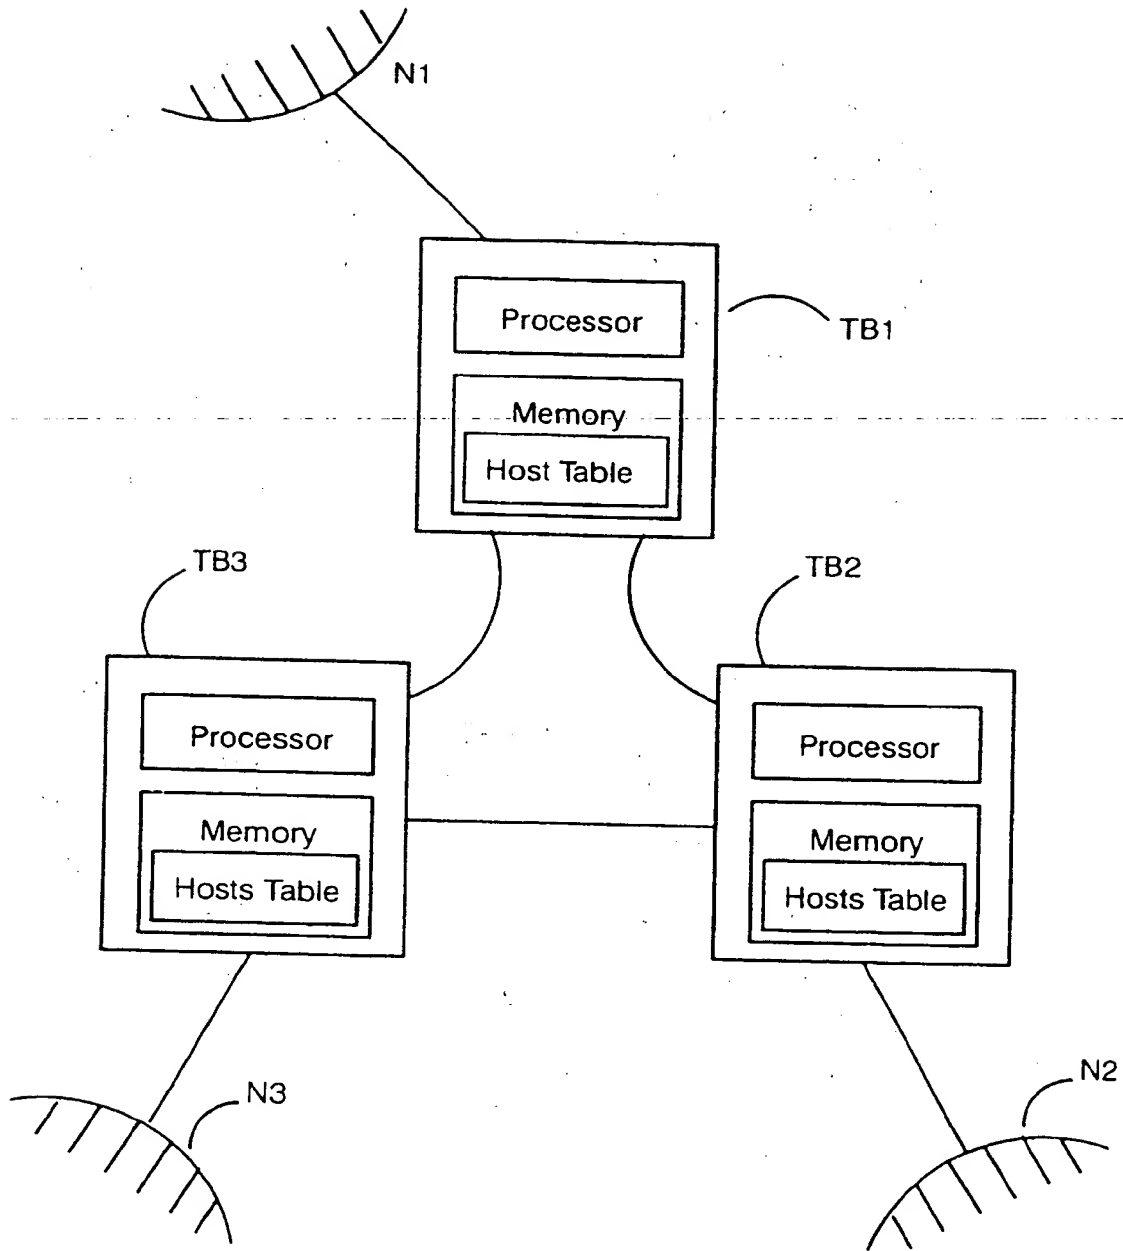 N1
Processor
TB1
Memory
Host Table
TB3
TB2
Processor
Memory
Hosts Table
Processor
Memory
Hosts Table
N3
N2